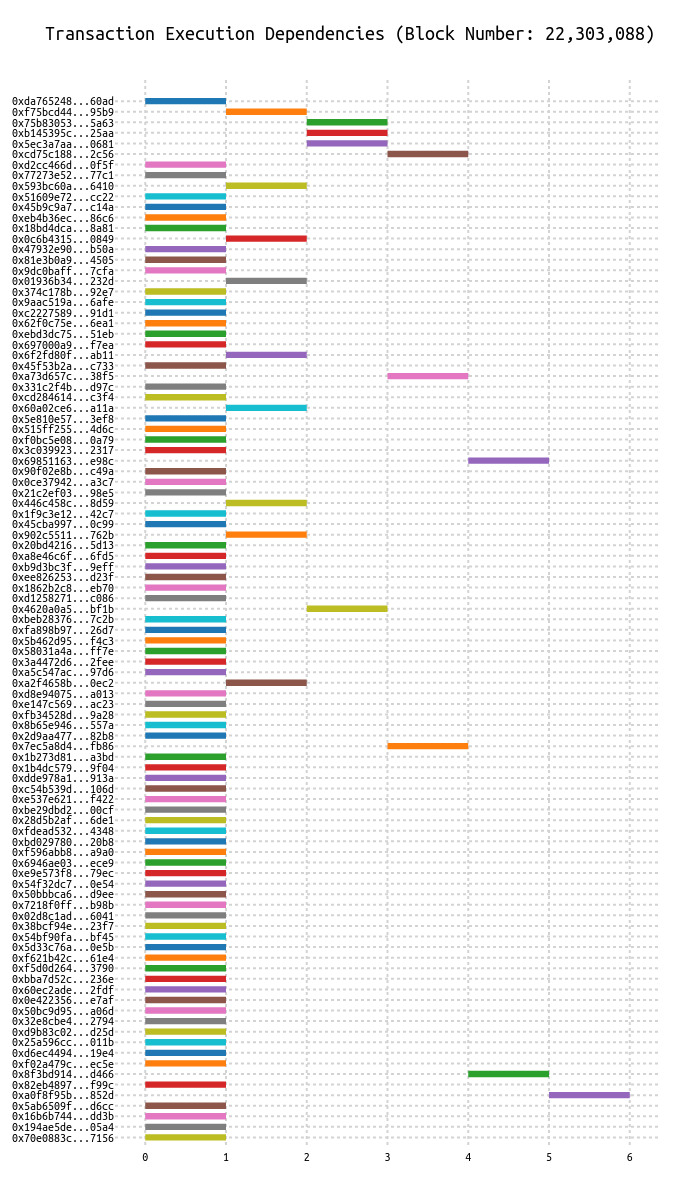 Transaction Execution Dependencies (Block Number: 22,303,088)
0xda765248...60ad
0xf75bcd44...95b9
0x75b83053...5a63
0xb145395c...25aa
0x5ec3a7aa...0681
0xcd75c188...2c56
0xd2cc466d...0f5f
0x77273e52...77c1
0x593bc60a...6410
0x51609e72...cc22
0x45b9c9a7...c14a
0xeb4b36ec...86c6
0x18bd4dca...8a81
0x0c6b4315...0849
0x47932e90...b50a
0x81e3b0a9...4505
0x9dc0baff...7cfa
0x01936b34...232d
0x374c178b...92e7
0x9aac519a...6afe
0xc2227589...91d1
0x62f0c75e...6ea1
0xebd3dc75...51eb
0x697000a9...f7ea
0x6f2fd80f...ab11
0x45f53b2a...c733
0xa73d657c...38f5
0x331c2f4b...d97c
0xcd284614...c3f4
0x60a02ce6...a11a
0x5e810e57...3ef8
0x515ff255...4d6c
0xf0bc5e08...0a79
0x3c039923...2317
0x69851163...e98c
0x90f02e8b...c49a
0x0ce37942...a3c7
0x21c2ef03...98e5
0x446c458c...8d59
0x1f9c3e12...42c7
0x45cba997...0c99
0x902c5511...762b
0x20bd4216...5d13
0xa8e46c6f...6fd5
0xb9d3bc3f...9eff
0xee826253...d23f
0x1862b2c8...eb70
0xd1258271...c086
0x4620a0a5...bf1b
0xbeb28376...7c2b
0xfa898b97...26d7
0x5b462d95...f4c3
0x58031a4a...ff7e
0x3a4472d6...2fee
0xa5c547ac...97d6
0xa2f4658b...0ec2
0xd8e94075...a013
0xe147c569...ac23
0xfb34528d...9a28
0x8b65e946...557a
0x2d9aa477...82b8
0x7ec5a8d4...fb86
0x1b273d81...a3bd
0x1b4dc579...9f04
0xdde978a1...913a
0xc54b539d...106d
0xe537e621...f422
0xbe29dbd2...00cf
0x28d5b2af...6de1
0xfdead532...4348
0xbd029780...20b8
0xf596abb8...a9a0
0x6946ae03...ece9
0xe9e573f8...79ec
0x54f32dc7...0e54
0x50bbbca6...d9ee
0x7218f0ff...b98b
0x02d8c1ad...6041
0x38bcf94e...23f7
0x54bf90fa...bf45
0x5d33c76a...0e5b
0xf621b42c...61e4
0xf5d0d264...3790
0xbba7d52c...236e
0x60ec2ade...2fdf
0x0e422356...e7af
0x50bc9d95...a06d
0x32e8cbe4...2794
0xd9b83c02...d25d
0x25a596cc...011b
0xd6ec4494...19e4
0xf02a479c...ec5e
0x8f3bd914...d466
0x82eb4897...f99c
0xa0f8f95b...852d
0x5ab6509f...d6cc
0x16b6b744...dd3b
0x194ae5de...05a4
0x70e0883c...7156
0 1 2 3 4 5 6